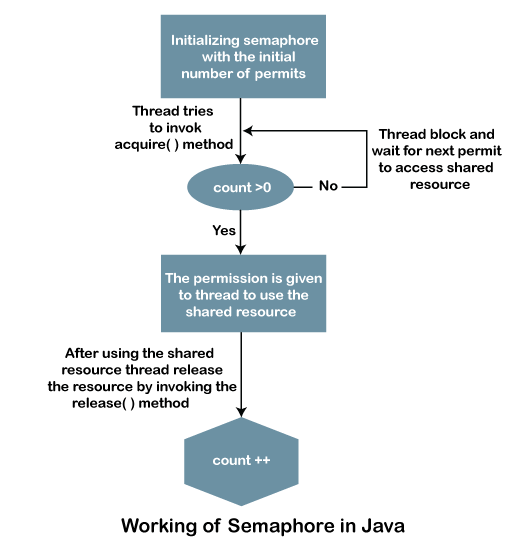 Initializing semaphore
with the initial
number of permits
Thread tries
to invok
acquire( ) method
Thread block and
wait for next permit
to access shared
resource
count >0
No
Yes
The permission is given
to thread to use the
shared resource
After using the shared
resource thread release
the resource by invoking the
release( ) method
count ++
Working of Semaphore in Java